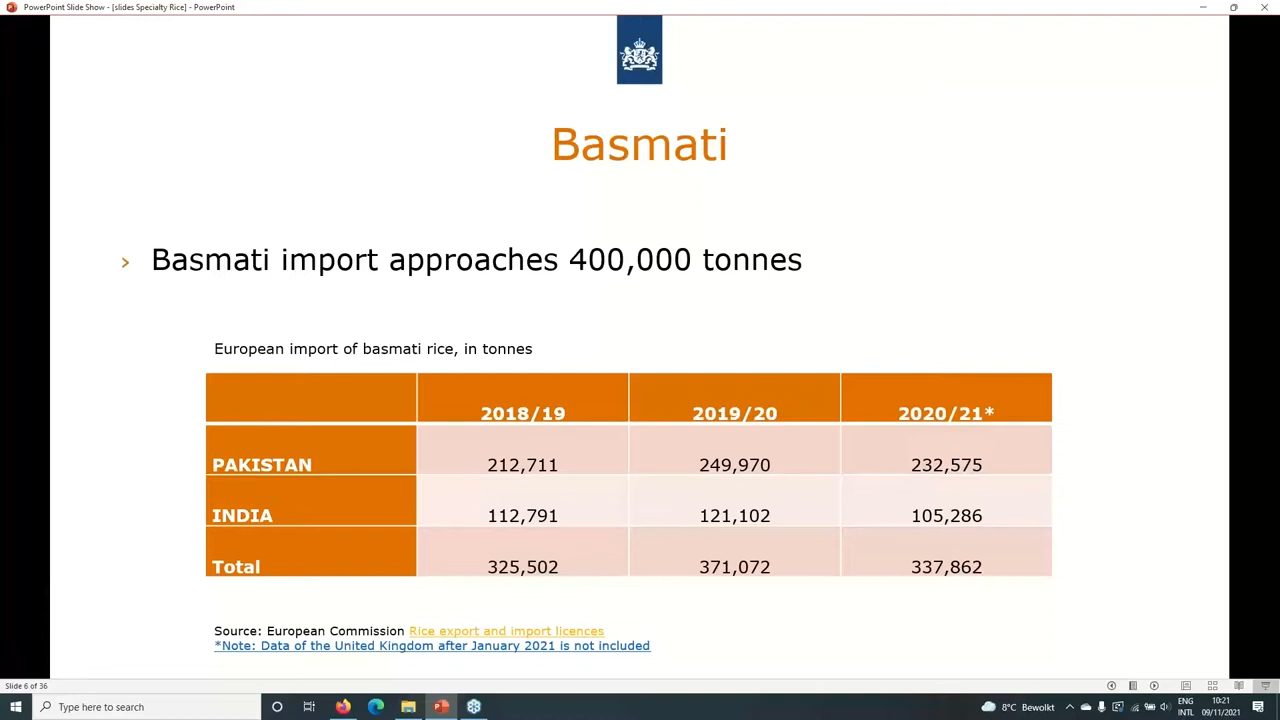 PowerPoint Slide Show - [slides Specialty Rice] - PowerPoint
Basmati
› Basmati import approaches 400,000 tonnes
European import of basmati rice, in tonnes
2018/19 2019/20 2020/21*
PAKISTAN 212,711 249,970 232,575
INDIA 112,791 121,102 105,286
Total 325,502 371,072 337,862
Source: European Commission Rice export and import licences
*Note: Data of the United Kingdom after January 2021 is not included
Slide 6 of 36
Type here to search
8°C Bewolkt
ENG
INTL
10:21
09/11/2021